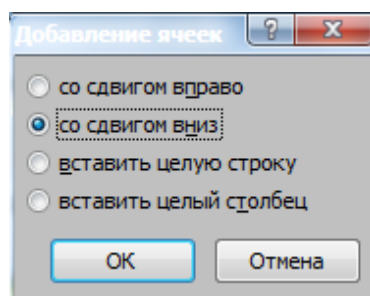 Добавление ячеек
со сдвигом вправо
со сдвигом вниз
вставить целую строку
вставить целый столбец
ОК Отмена